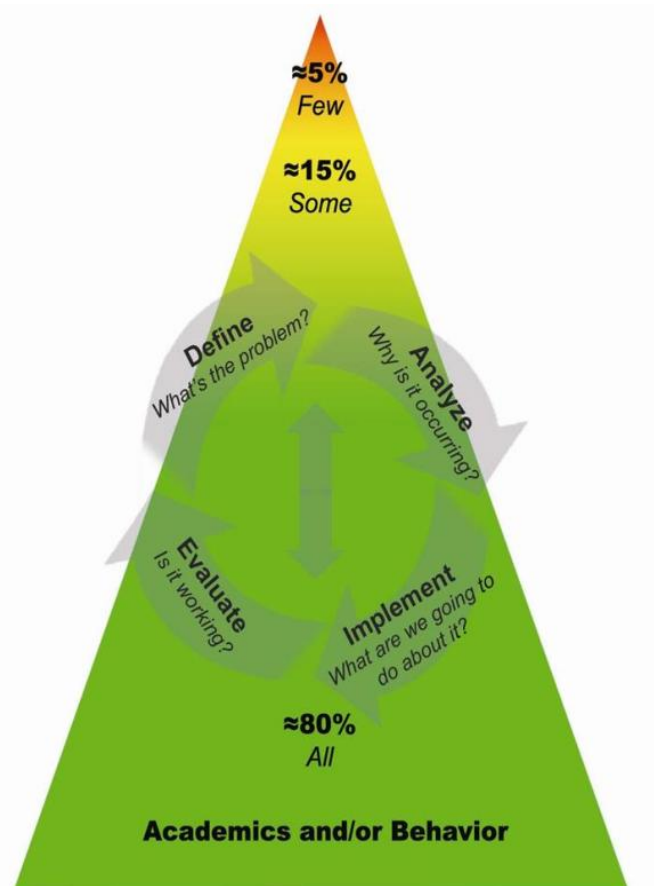 ≈5%
Few
≈15%
Some
Define
What's the problem?
Analyze
Why is it occurring?
Implement
What are we going to
do about it?
Evaluate
Is it working?
≈80%
All
Academics and/or Behavior